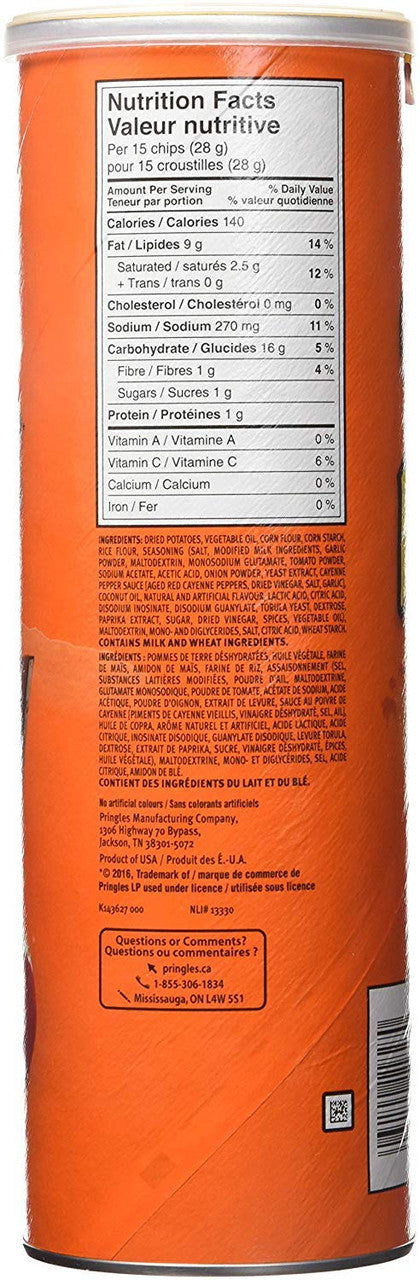 Nutrition Facts
Valeur nutritive
Per 15 chips (28 g)
pour 15 croustilles (28 g)
Amount Per Serving % Daily Value
Teneur par portion % valeur quotidienne
Calories / Calories 140
Fat / Lipides 9 g 14 %
Saturated / saturés 2.5 g
+ Trans / trans 0 g 12 %
Cholesterol / Cholestérol 0 mg 0 %
Sodium / Sodium 270 mg 11 %
Carbohydrate / Glucides 16 g 5 %
Fibre / Fibres 1 g 4 %
Sugars / Sucres 1 g
Protein / Protéines 1 g
Vitamin A / Vitamine A 0 %
Vitamin C / Vitamine C 6 %
Calcium / Calcium 0 %
Iron / Fer 0 %
INGREDIENTS: DRIED POTATOES, VEGETABLE OIL, CORN FLOUR, CORN STARCH,
RICE FLOUR, SEASONING (SALT, MODIFIED MILK INGREDIENTS, GARLIC
POWDER, MALTODEXTRIN, MONOSODIUM GLUTAMATE, TOMATO POWDER,
SODIUM ACETATE, ACETIC ACID, ONION POWDER, YEAST EXTRACT, CAYENNE
PEPPER SAUCE [AGED RED CAYENNE PEPPERS, DRIED VINEGAR, SALT, GARLIC],
COCONUT OIL, NATURAL AND ARTIFICIAL FLAVOUR, LACTIC ACID, CITRIC ACID,
DISODIUM INOSINATE, DISODIUM GUANYLATE, TORULA YEAST, DEXTROSE,
PAPRIKA EXTRACT, SUGAR, DRIED VINEGAR, SPICES, VEGETABLE OIL),
MALTODEXTRIN, MONO- AND DIGLYCERIDES, SALT, CITRIC ACID, WHEAT STARCH.
CONTAINS MILK AND WHEAT INGREDIENTS.
INGRÉDIENTS : POMMES DE TERRE DÉSHYDRATÉES, HUILE VÉGÉTALE, FARINE
DE MAÏS, AMIDON DE MAÏS, FARINE DE RIZ, ASSAISONNEMENT (SEL,
SUBSTANCES LAITIÈRES MODIFIÉES, POUDRE D'AIL, MALTODEXTRINE,
GLUTAMATE MONOSODIQUE, POUDRE DE TOMATE, ACÉTATE DE SODIUM, ACIDE
ACÉTIQUE, POUDRE D'OIGNON, EXTRAIT DE LEVURE, SAUCE AU POIVRE DE
CAYENNE [PIMENTS DE CAYENNE VIEILLIS, VINAIGRE DÉSHYDRATÉ, SEL, AIL],
HUILE DE COPRA, ARÔME NATUREL ET ARTIFICIEL, ACIDE LACTIQUE, ACIDE
CITRIQUE, INOSINATE DISODIQUE, GUANYLATE DISODIQUE, LEVURE TORULA,
DEXTROSE, EXTRAIT DE PAPRIKA, SUCRE, VINAIGRE DÉSHYDRATÉ, ÉPICES,
HUILE VÉGÉTALE), MALTODEXTRINE, MONO- ET DIGLYCÉRIDES, SEL, ACIDE
CITRIQUE, AMIDON DE BLÉ.
CONTIENT DES INGRÉDIENTS DU LAIT ET DU BLÉ.
No artificial colours / Sans colorants artificiels
Pringles Manufacturing Company,
1306 Highway 70 Bypass,
Jackson, TN 38301-5072
Product of USA / Produit des É.-U.A.
*© 2016, Trademark of / marque de commerce de
Pringles LP used under licence / utilisée sous licence
K143627 000 NLI# 13330
Questions or Comments?
Questions ou commentaires ?
pringles.ca
1-855-306-1834
Mississauga, ON L4W 5S1